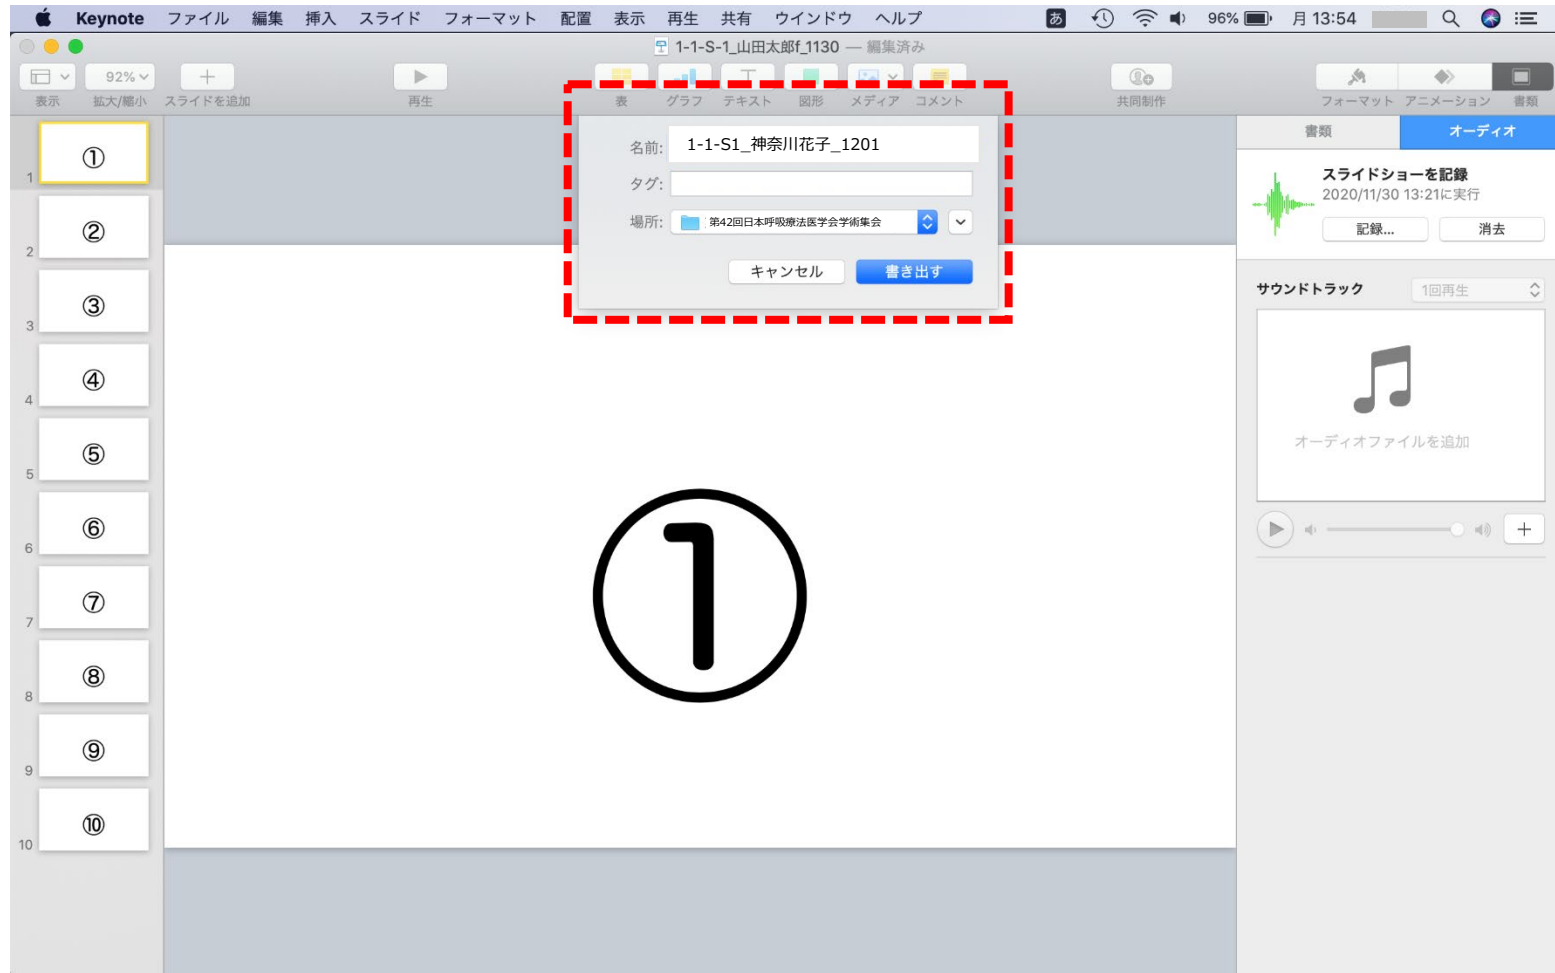 Keynote ファイル 編集 挿入 スライド フォーマット 配置 表示 再生 共有 ウインドウ ヘルプ あ 96% 月 13:54
1-1-S-1_山田太郎f_1130 — 編集済み
92%
表示 拡大/縮小 スライドを追加 再生 表 グラフ テキスト 図形 メディア コメント 共同制作 フォーマット アニメーション 書類
名前: 1-1-S1_神奈川花子_1201
タグ:
場所: 第42回日本呼吸療法医学会学術集会
キャンセル 書き出す
書類 オーディオ
スライドショーを記録
2020/11/30 13:21に実行
記録... 消去
サウンドトラック 1回再生
オーディオファイルを追加
1 ①
2 ②
3 ③
4 ④
5 ⑤
6 ⑥
7 ⑦
8 ⑧
9 ⑨
10 ⑩
①